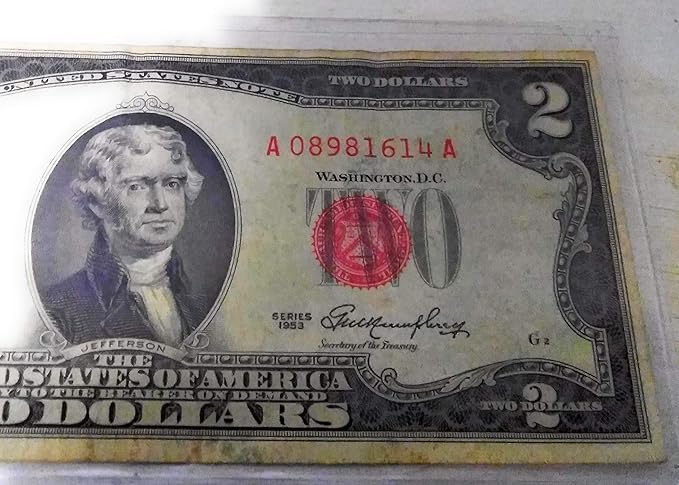 UNITED STATES NOTE
TWO DOLLARS
2
A 08981614 A
WASHINGTON, D.C.
TWO
JEFFERSON
SERIES
1953
G2
Secretary of the Treasury.
THE
D STATES OF AMERICA
Y TO THE BEARER ON DEMAND
O DOLLARS
TWO DOLLARS
2